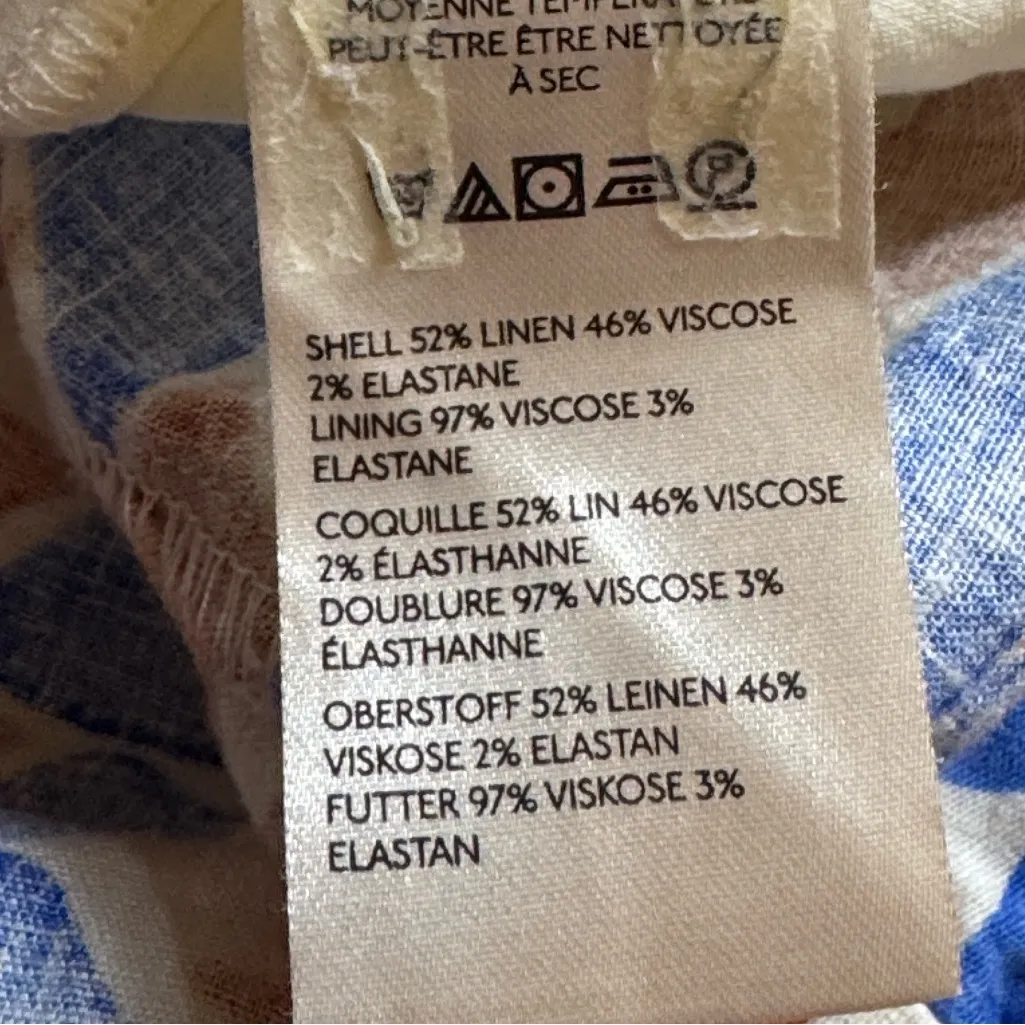 MOYENNE
PEUT-ÊTRE ÊTRE NETTOYÉE
À SEC
P
SHELL 52% LINEN 46% VISCOSE
2% ELASTANE
LINING 97% VISCOSE 3%
ELASTANE
COQUILLE 52% LIN 46% VISCOSE
2% ÉLASTHANNE
DOUBLURE 97% VISCOSE 3%
ÉLASTHANNE
OBERSTOFF 52% LEINEN 46%
VISKOSE 2% ELASTAN
FUTTER 97% VISKOSE 3%
ELASTAN